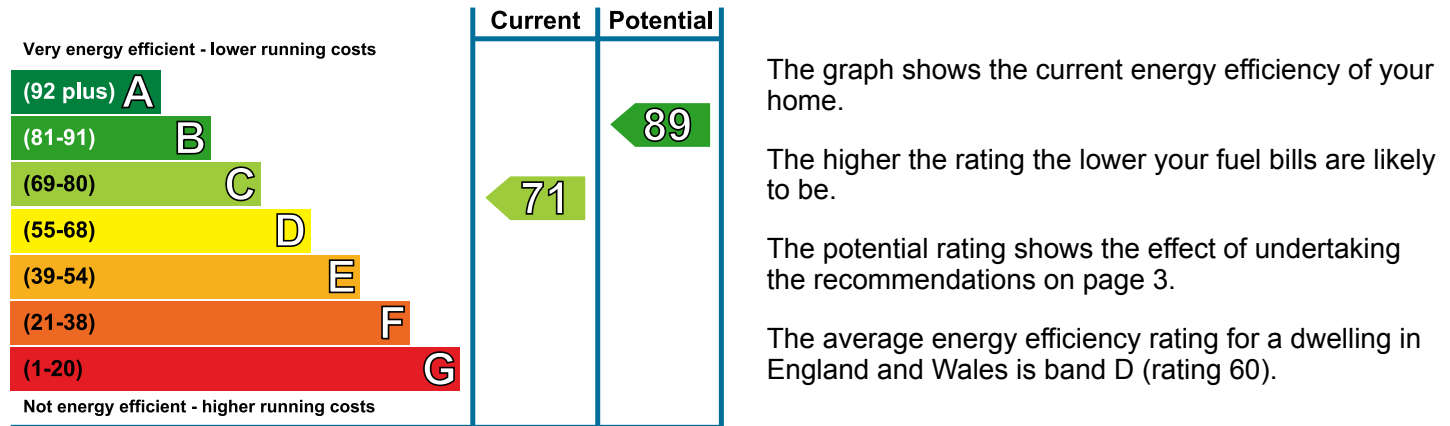 Current Potential
Very energy efficient - lower running costs
(92 plus) A
(81-91) B
(69-80) C
(55-68) D
(39-54) E
(21-38) F
(1-20) G
Not energy efficient - higher running costs
89
71
The graph shows the current energy efficiency of your
home.
The higher the rating the lower your fuel bills are likely
to be.
The potential rating shows the effect of undertaking
the recommendations on page 3.
The average energy efficiency rating for a dwelling in
England and Wales is band D (rating 60).